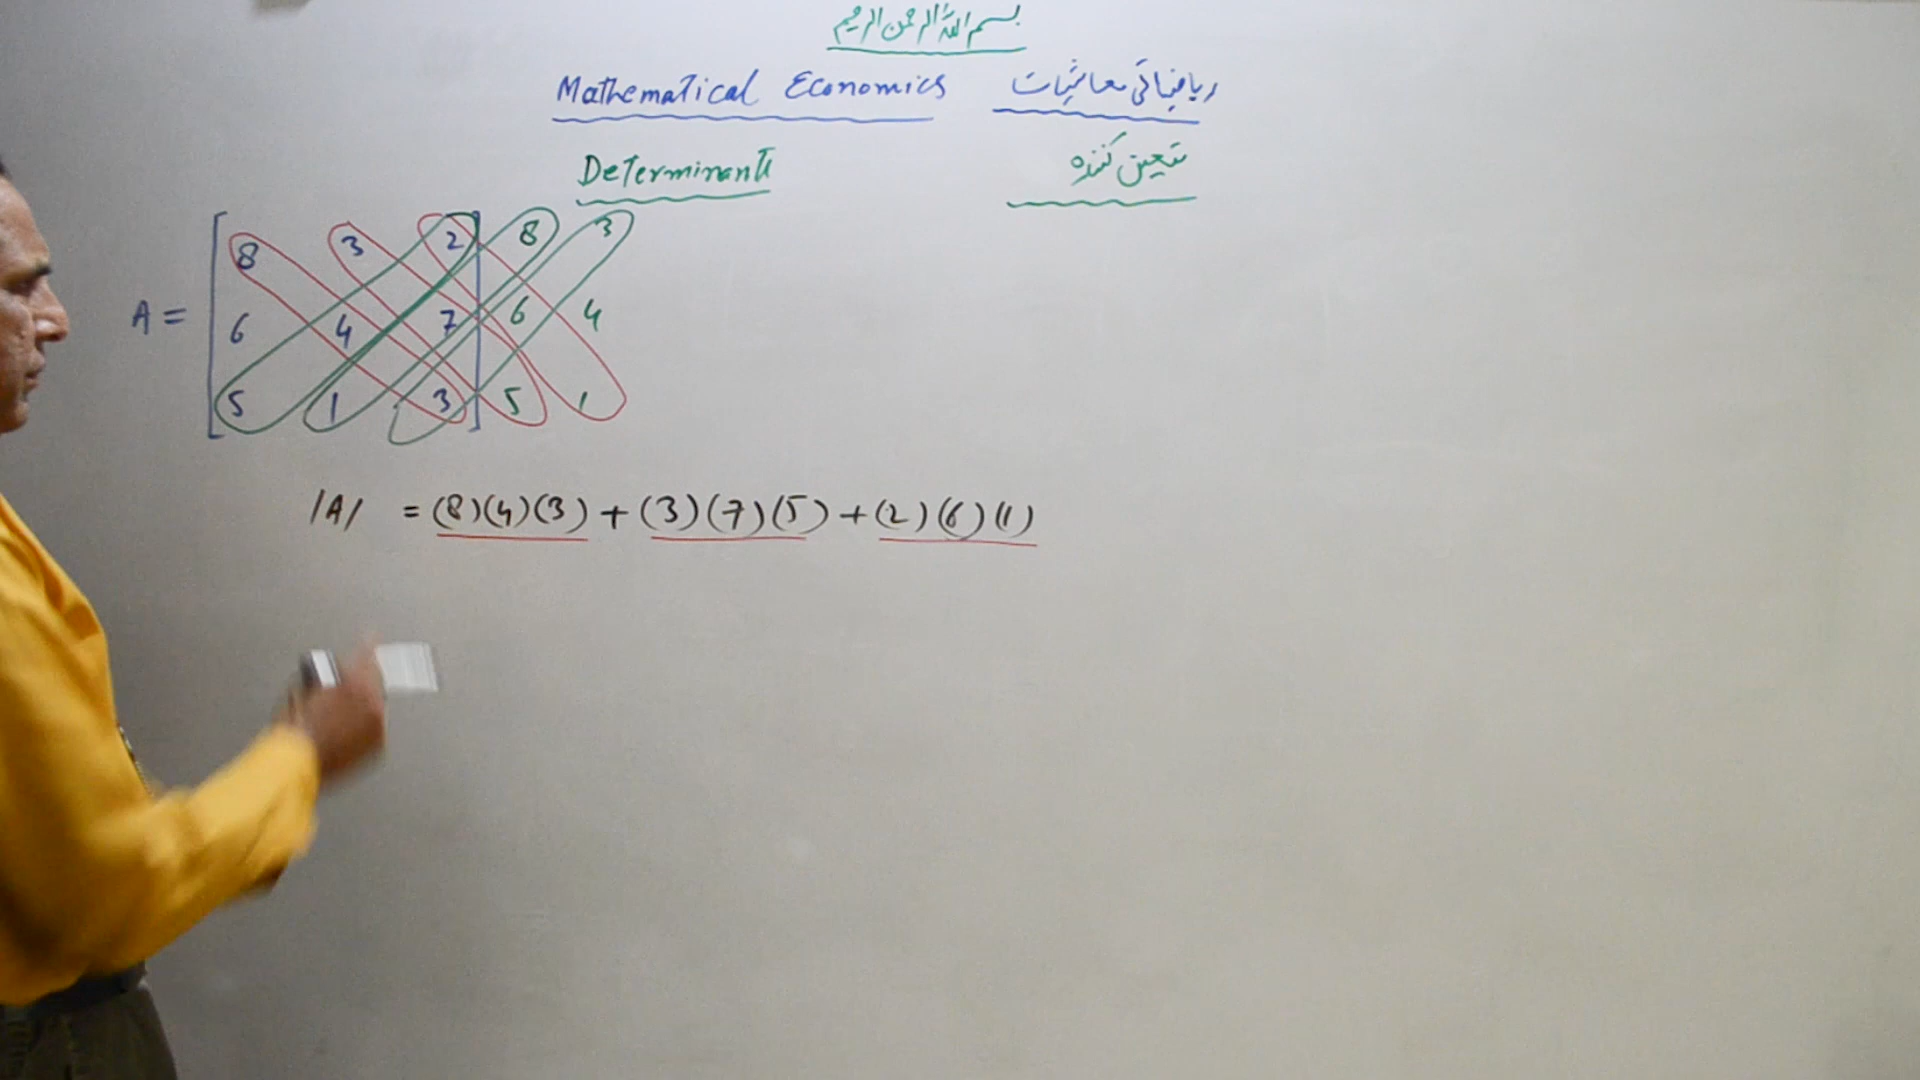 بسم اللہ الرحمن الرحیم
Mathematical Economics ریاضیاتی معاشیات
Determinants تعین کنندہ
8 3 2 8 3
A = 6 4 7 6 4
5 1 3 5 1
|A| = (8)(4)(3) + (3)(7)(5) + (2)(6)(1)